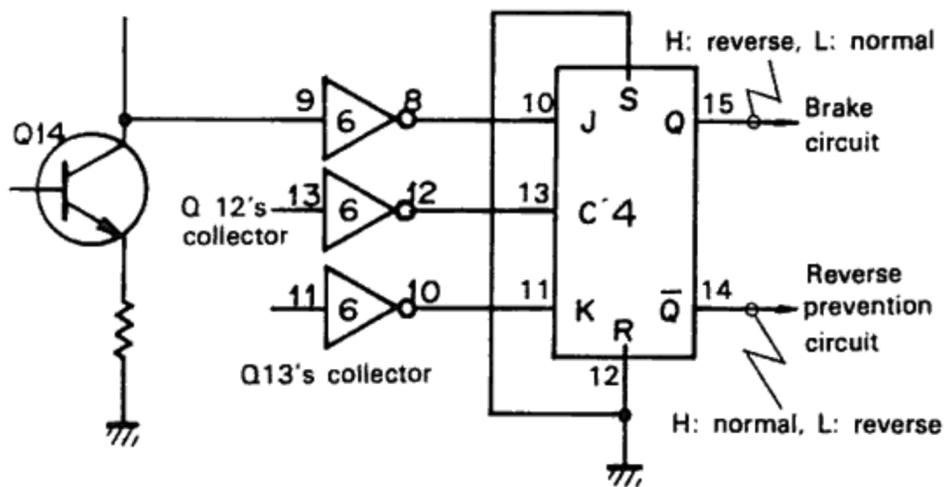 H: reverse, L: normal
Q14
9
6
8
10
J
S
Q
15
Brake
circuit
Q 12's
collector
13
6
12
13
C
4
11
6
10
11
K
R
Q̅
14
Reverse
prevention
circuit
Q13's collector
12
H: normal, L: reverse